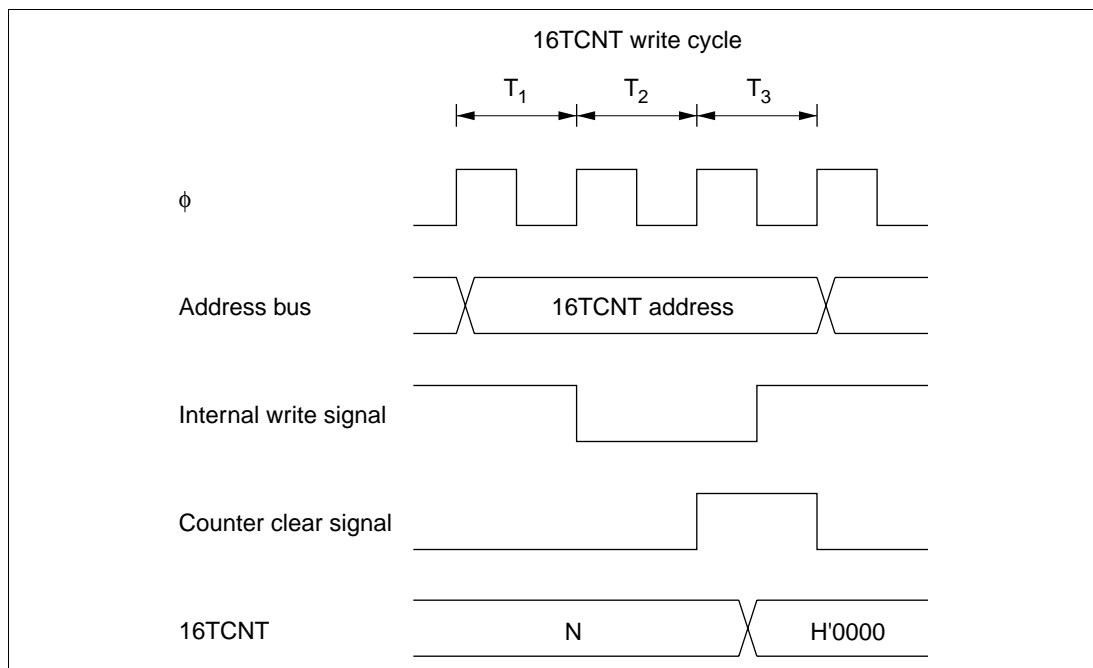 16TCNT write cycle
T1 T2 T3
φ
Address bus
16TCNT address
Internal write signal
Counter clear signal
16TCNT
N
H'0000